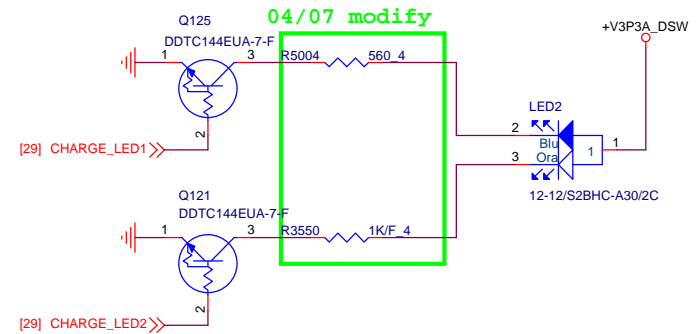 04/07 modify
Q125
DDTC144EUA-7-F
1
3
R5004
560_4
2
[29] CHARGE_LED1
+V3P3A_DSW
LED2
2
Blu
Ora
3
1
1
12-12/S2BHC-A30/2C
Q121
DDTC144EUA-7-F
1
3
R3550
1K/F_4
2
[29] CHARGE_LED2